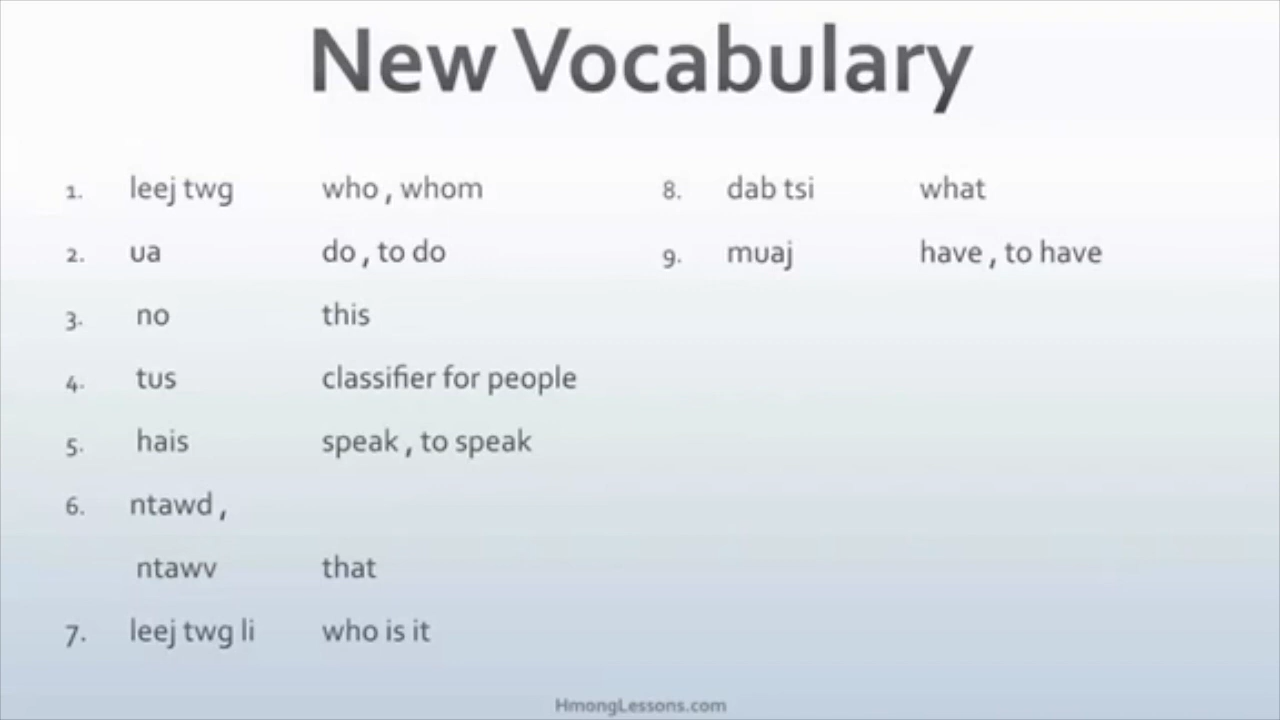 New Vocabulary
1. leej twg who , whom
2. ua do , to do
3. no this
4. tus classifier for people
5. hais speak , to speak
6. ntawd ,
ntawv that
7. leej twg li who is it
8. dab tsi what
9. muaj have , to have
HmongLessons.com